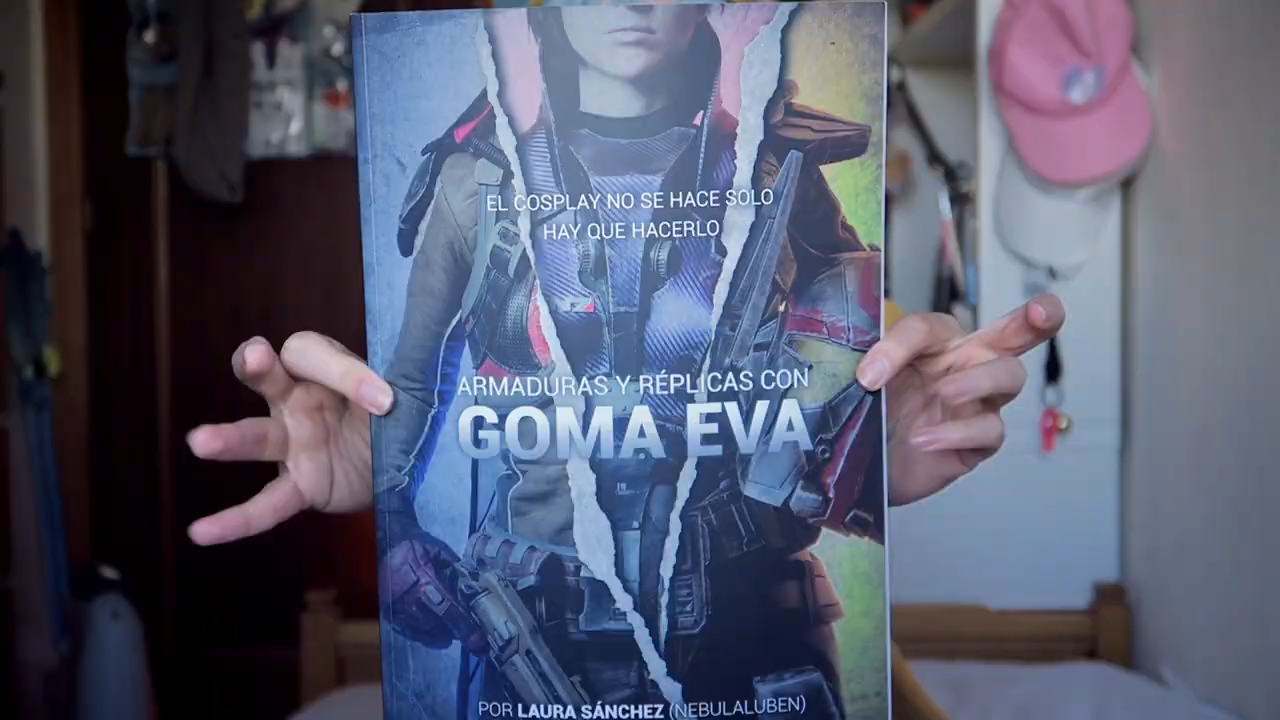 EL COSPLAY NO SE HACE SOLO
HAY QUE HACERLO
ARMADURAS Y RÉPLICAS CON
GOMA EVA
POR LAURA SÁNCHEZ (NEBULALUBEN)